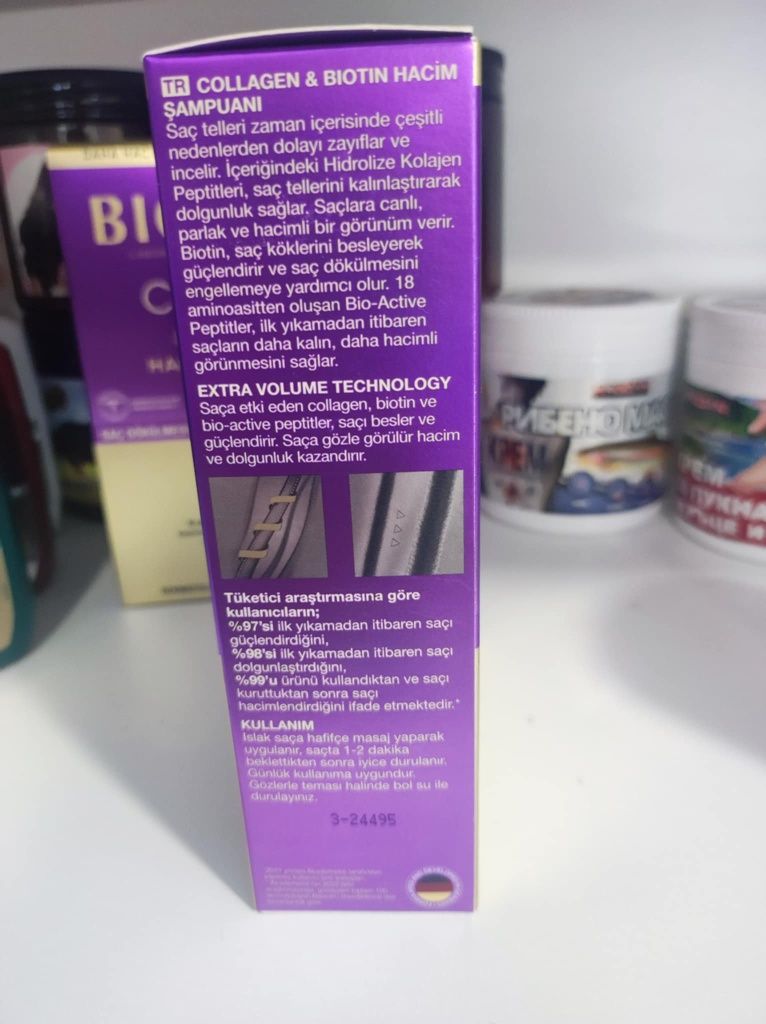 TR COLLAGEN & BIOTIN HACİM
ŞAMPUANI
Saç telleri zaman içerisinde çeşitli
nedenlerden dolayı zayıflar ve
incelir. İçeriğindeki Hidrolize Kolajen
Peptitleri, saç tellerini kalınlaştırarak
dolgunluk sağlar. Saçlara canlı,
parlak ve hacimli bir görünüm verir.
Biotin, saç köklerini besleyerek
güçlendirir ve saç dökülmesini
engellemeye yardımcı olur. 18
aminoasitten oluşan Bio-Active
Peptitler, ilk yıkamadan itibaren
saçların daha kalın, daha hacimli
görünmesini sağlar.
EXTRA VOLUME TECHNOLOGY
Saça etki eden collagen, biotin ve
bio-active peptitler, saçı besler ve
güçlendirir. Saça gözle görülür hacim
ve dolgunluk kazandırır.
Tüketici araştırmasına göre
kullanıcıların;
%97'si ilk yıkamadan itibaren saçı
güçlendirdiğini,
%98'si ilk yıkamadan itibaren saçı
dolgunlaştırdığını,
%99'u ürünü kullandıktan ve saçı
kuruttuktan sonra saçı
hacimlendirdiğini ifade etmektedir.*
KULLANIM
Islak saça hafifçe masaj yaparak
uygulanır, saçta 1-2 dakika
beklettikten sonra iyice durulanır.
Günlük kullanıma uygundur.
Gözlerle teması halinde bol su ile
durulayınız.
3-24495
BIO
РИБЕНО МА
КРЕМ